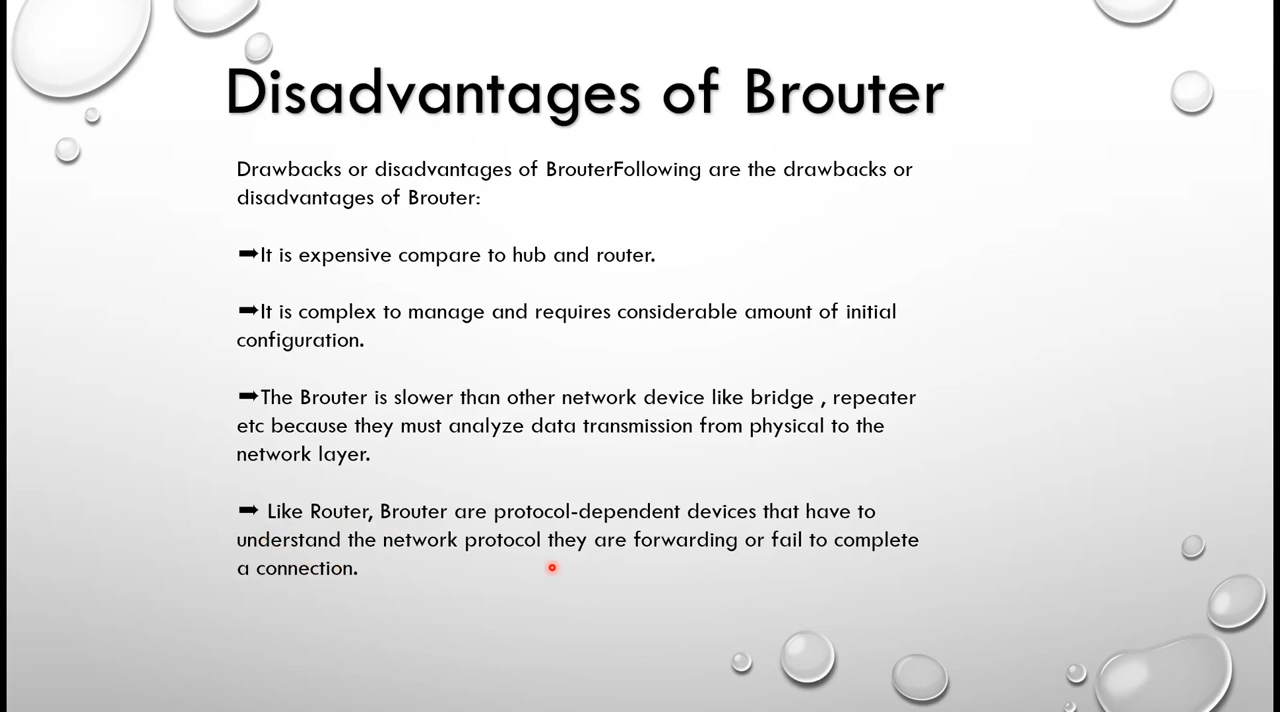 Disadvantages of Brouter
Drawbacks or disadvantages of BrouterFollowing are the drawbacks or
disadvantages of Brouter:
➡It is expensive compare to hub and router.
➡It is complex to manage and requires considerable amount of initial
configuration.
➡The Brouter is slower than other network device like bridge , repeater
etc because they must analyze data transmission from physical to the
network layer.
➡ Like Router, Brouter are protocol-dependent devices that have to
understand the network protocol they are forwarding or fail to complete
a connection.